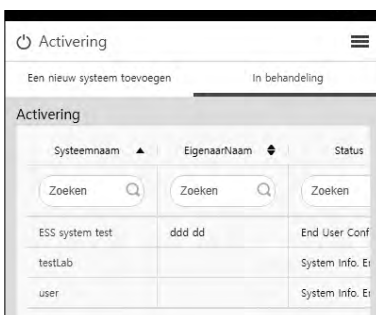 Activering
Een nieuw systeem toevoegen In behandeling
Activering
Systeemnaam EigenaarNaam Status
Zoeken Zoeken Zoeken
ESS system test ddd dd End User Conf
testLab System Info. 
user System Info.